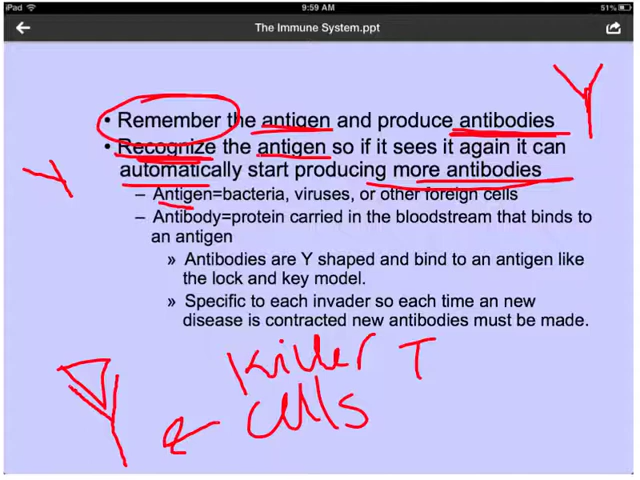 iPad 9:59 AM 51%
The Immune System.ppt
• Remember the antigen and produce antibodies
• Recognize the antigen so if it sees it again it can
automatically start producing more antibodies
– Antigen=bacteria, viruses, or other foreign cells
– Antibody=protein carried in the bloodstream that binds to
an antigen
» Antibodies are Y shaped and bind to an antigen like
the lock and key model.
» Specific to each invader so each time an new
disease is contracted new antibodies must be made.
Killer T
cells